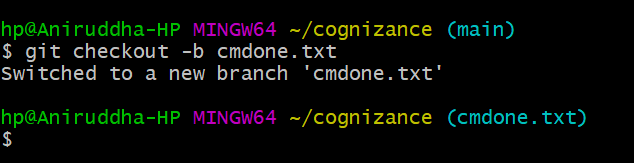 hp@Aniruddha-HP MINGW64 ~/cognizance (main)
$ git checkout -b cmdone.txt
Switched to a new branch 'cmdone.txt'
hp@Aniruddha-HP MINGW64 ~/cognizance (cmdone.txt)
$